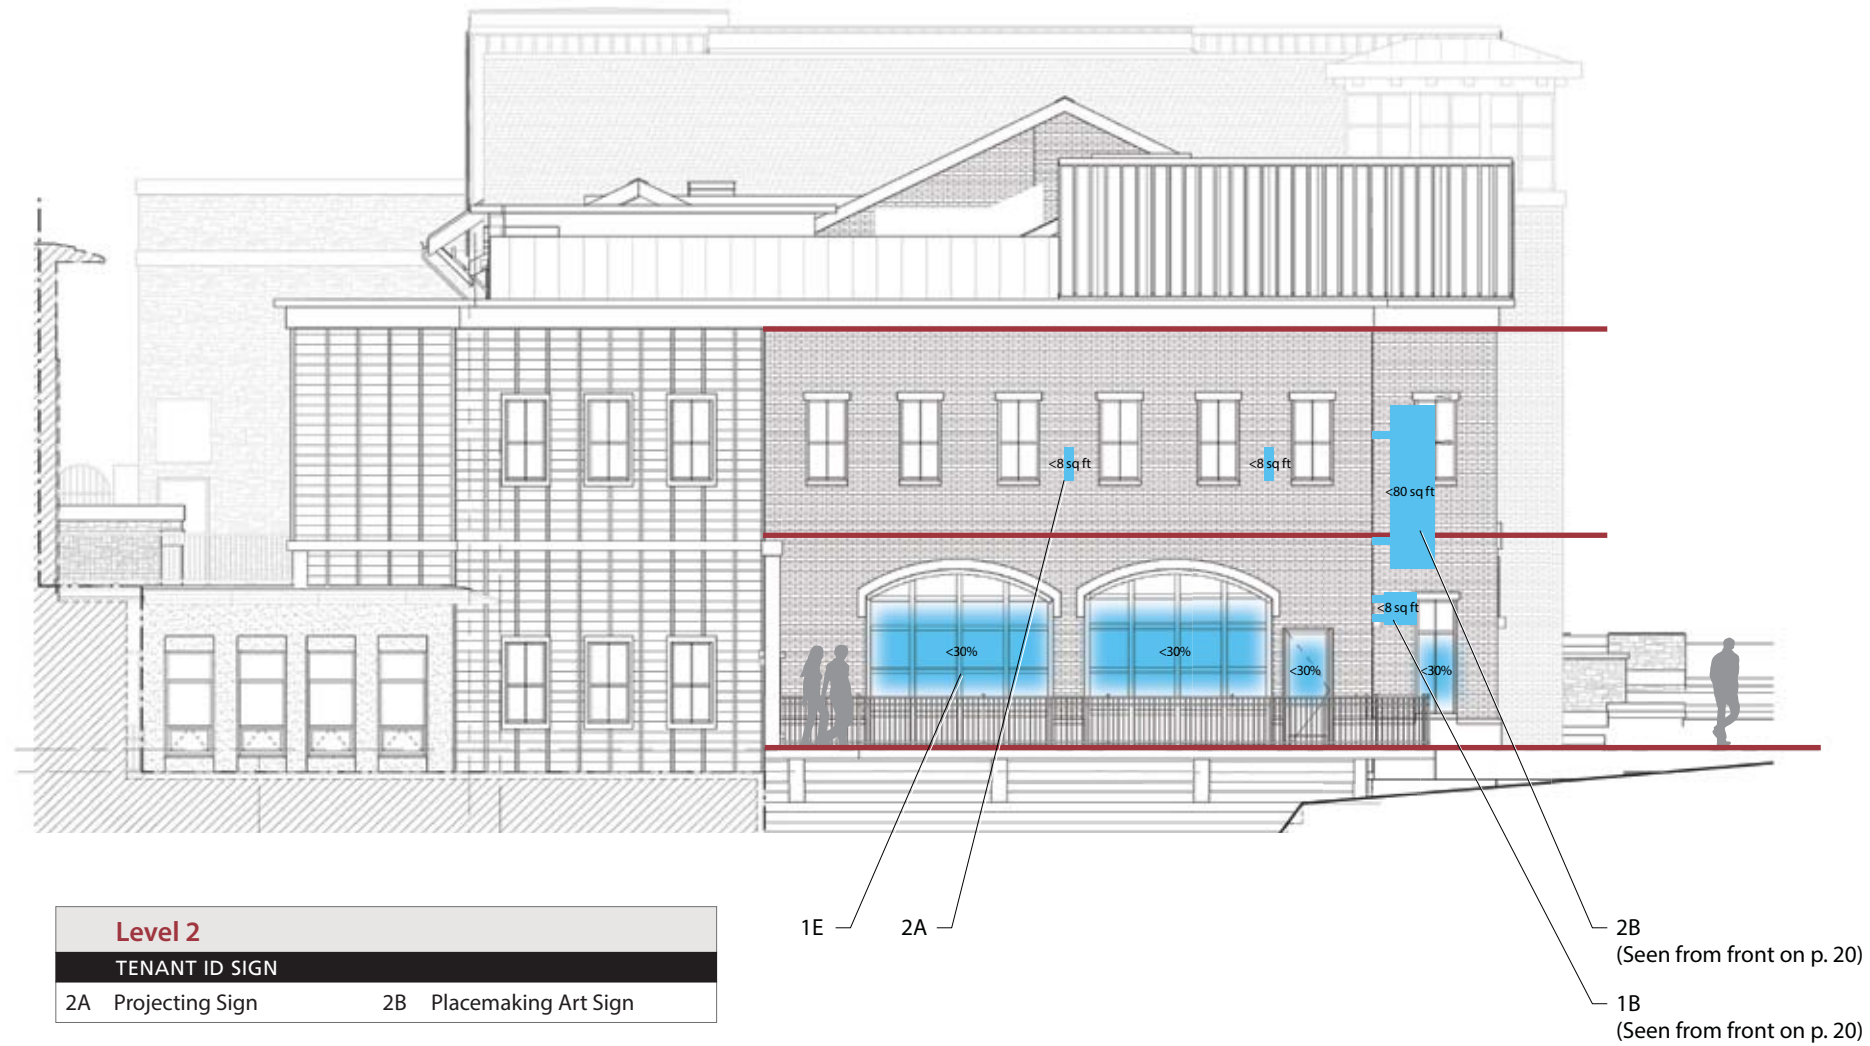 <8 sq ft
<8 sq ft
<80 sq ft
<8 sq ft
<30%
<30%
<30%
<30%
1E
2A
2B
(Seen from front on p. 20)
1B
(Seen from front on p. 20)
Level 2
TENANT ID SIGN
2A Projecting Sign 2B Placemaking Art Sign